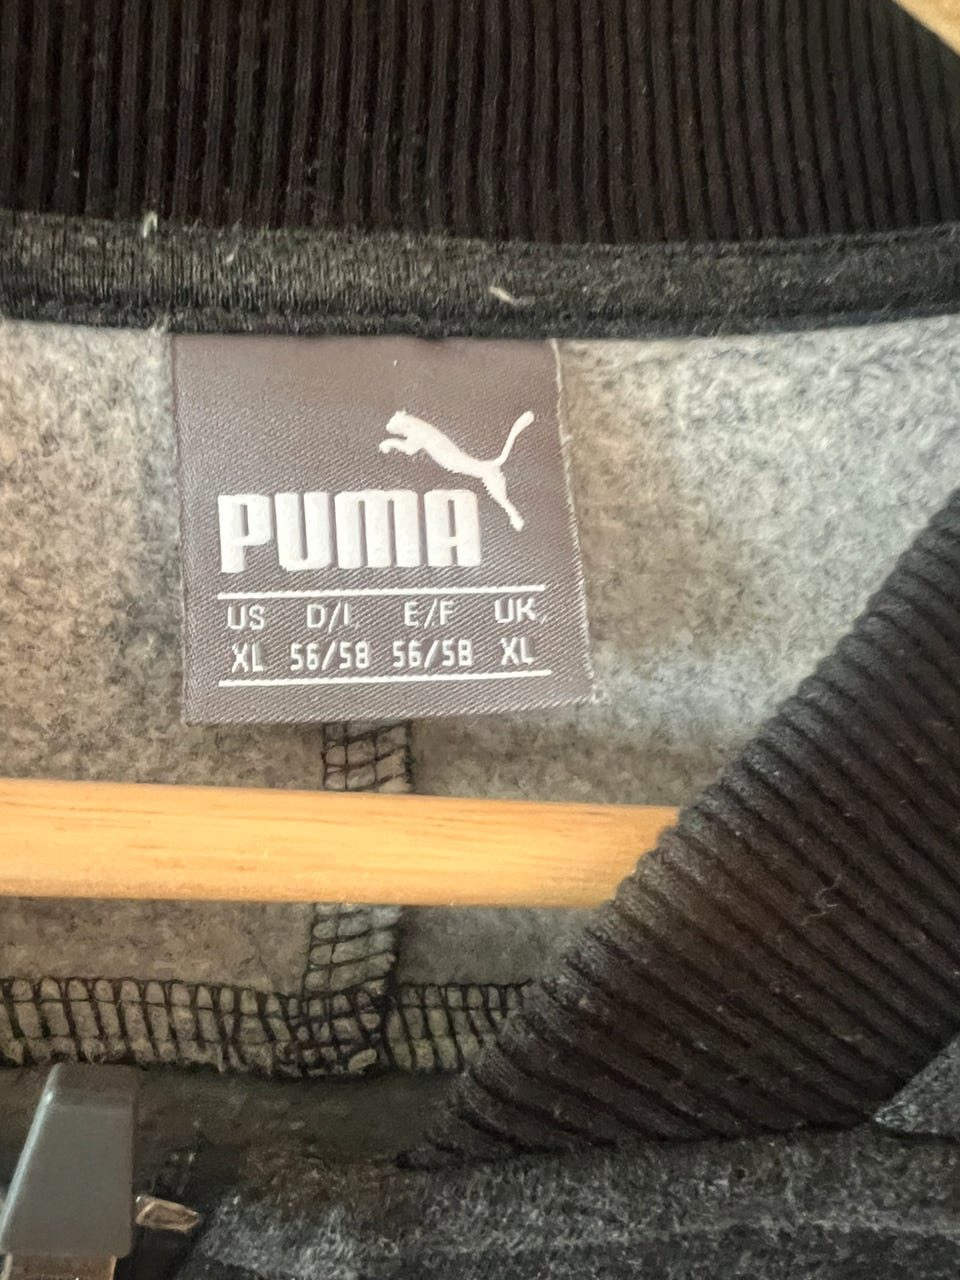 PUMA
US D/I E/F UK
XL 56/58 56/58 XL